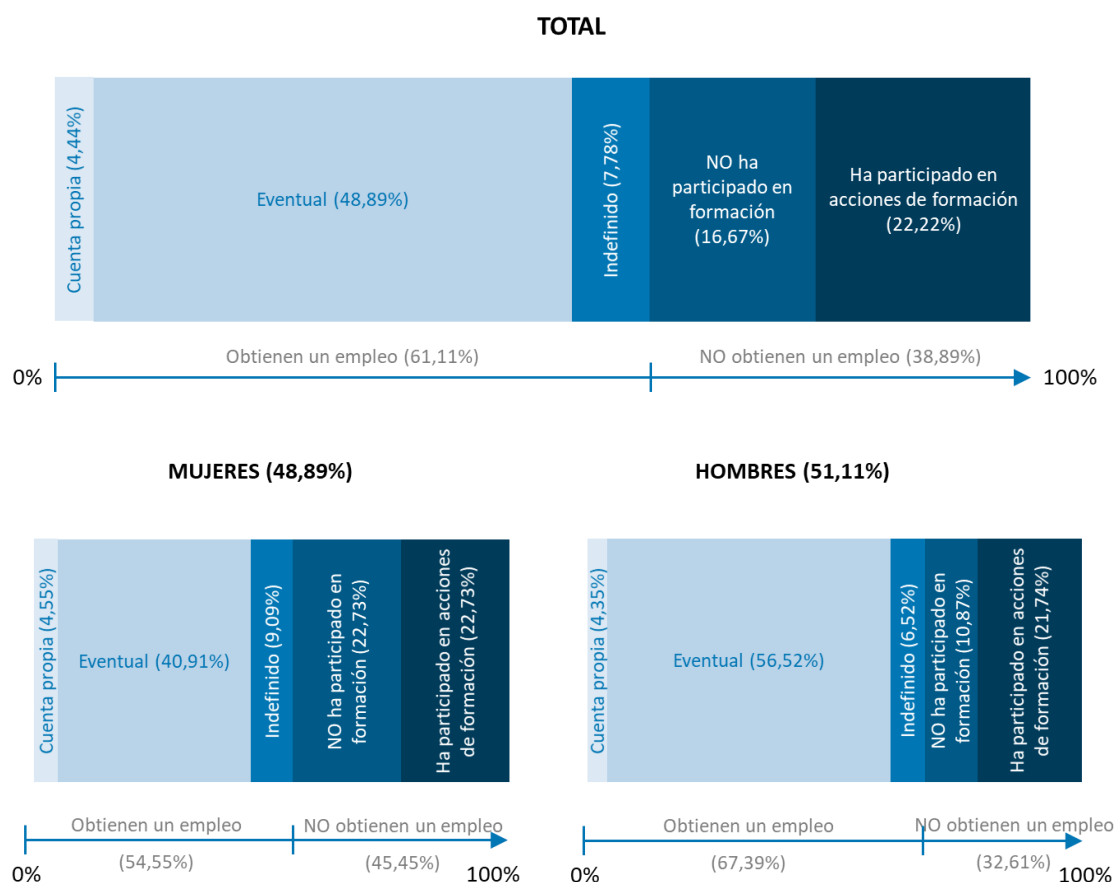 TOTAL
Cuenta propia (4,44%)
Eventual (48,89%)
Indefinido (7,78%)
NO ha
participado en
formación
(16,67%)
Ha participado en
acciones de formación
(22,22%)
Obtienen un empleo (61,11%)
NO obtienen un empleo (38,89%)
0%
100%
MUJERES (48,89%)
Cuenta propia (4,55%)
Eventual (40,91%)
Indefinido (9,09%)
NO ha participado en
formación (22,73%)
Ha participado en acciones
de formación (22,73%)
Obtienen un empleo
(54,55%)
NO obtienen un empleo
(45,45%)
0%
100%
HOMBRES (51,11%)
Cuenta propia (4,35%)
Eventual (56,52%)
Indefinido (6,52%)
NO ha participado en
formación (10,87%)
Ha participado en acciones
de formación (21,74%)
Obtienen un empleo
(67,39%)
NO obtienen un empleo
(32,61%)
0%
100%